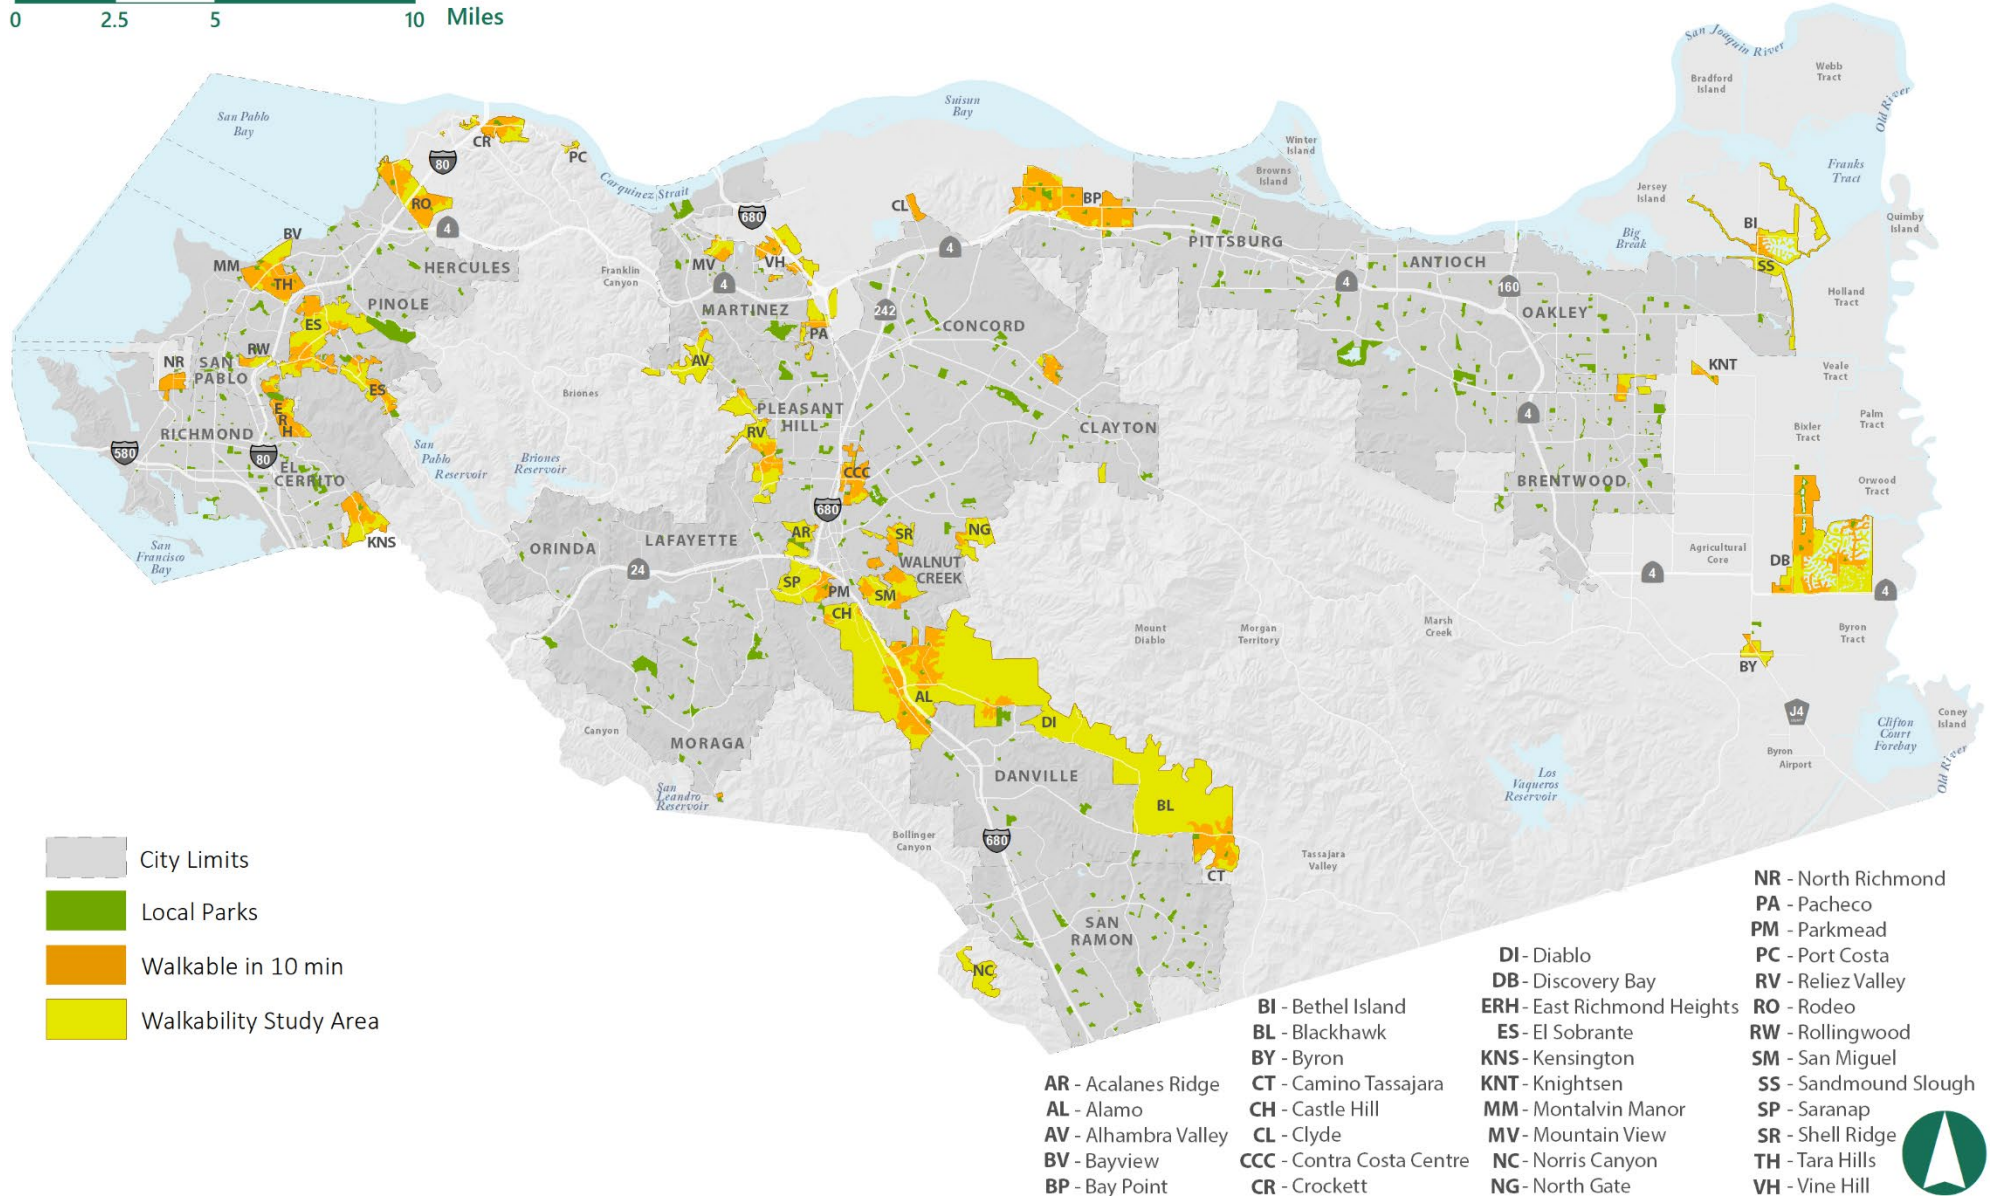 0 2.5 5 10 Miles
San Joaquin River
Webb
Tract
Bradford
Island
Old River
San Pablo
Bay
Suisun
Bay
Winter
Island
Browns
Island
Franks
Tract
Jersey
Island
Quimby
Island
Big
Break
Holland
Tract
CR
80
PC
Carquinez Strait
RO
4
680
CL
4
BP
BI
SS
BV
MM
TH
HERCULES
PINOLE
Franklin
Canyon
MV
VH
4
MARTINEZ
242
CONCORD
PITTSBURG
ANTIOCH
4
160
OAKLEY
ES
RW
NR
SAN
PABLO
ES
PA
AV
KNT
Veale
Tract
Briones
E
R
H
RICHMOND
580
80
EL
CERRITO
San
Pablo
Reservoir
Briones
Reservoir
PLEASANT
HILL
RV
CCC
CLAYTON
4
BRENTWOOD
Palm
Tract
Bixler
Tract
Orwood
Tract
680
San
Francisco
Bay
KNS
ORINDA
LAFAYETTE
AR
SR
NG
24
SP
PM
WALNUT
CREEK
SM
CH
Agricultural
Core
DB
4
4
Mount
Diablo
Morgan
Territory
Marsh
Creek
Byron
Tract
BY
AL
DI
J4
Coney
Island
Clifton
Court
Forebay
Byron
Airport
Old River
Canyon
MORAGA
San
Leandro
Reservoir
DANVILLE
BL
Los
Vaqueros
Reservoir
680
Bollinger
Canyon
Tassajara
Valley
CT
SAN
RAMON
NC
City Limits
Local Parks
Walkable in 10 min
Walkability Study Area
AR - Acalanes Ridge
AL - Alamo
AV - Alhambra Valley
BV - Bayview
BP - Bay Point
BI - Bethel Island
BL - Blackhawk
BY - Byron
CT - Camino Tassajara
CH - Castle Hill
CL - Clyde
CCC - Contra Costa Centre
CR - Crockett
DI - Diablo
DB - Discovery Bay
ERH - East Richmond Heights
ES - El Sobrante
KNS - Kensington
KNT - Knightsen
MM - Montalvin Manor
MV - Mountain View
NC - Norris Canyon
NG - North Gate
NR - North Richmond
PA - Pacheco
PM - Parkmead
PC - Port Costa
RV - Reliez Valley
RO - Rodeo
RW - Rollingwood
SM - San Miguel
SS - Sandmound Slough
SP - Saranap
SR - Shell Ridge
TH - Tara Hills
VH - Vine Hill